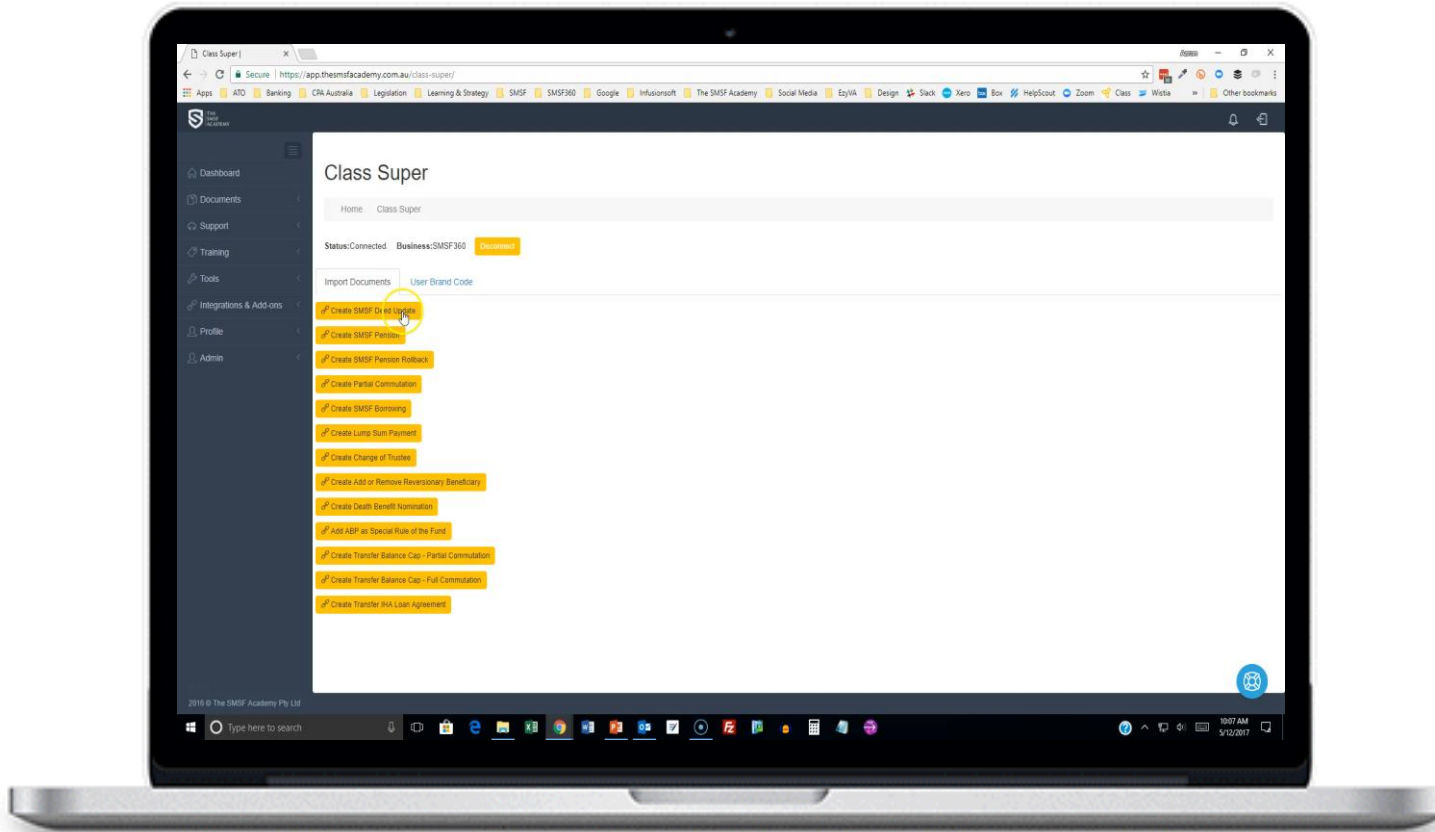 Class Super |
Secure | https://app.thesmsfacademy.com.au/class-super/
Apps ATO Banking CPA Australia Legislation Learning & Strategy SMSF SMSF360 Google Infusionsoft The SMSF Academy Social Media EzyVA Design Slack Xero Box HelpScout Zoom Class Wistia » Other bookmarks
THE SMSF ACADEMY
Dashboard
Documents
Support
Training
Tools
Integrations & Add-ons
Profile
Admin
Class Super
Home Class Super
Status:Connected Business:SMSF360 Disconnect
Import Documents User Brand Code
Create SMSF Deed Update
Create SMSF Pension
Create SMSF Pension Rollback
Create Partial Commutation
Create SMSF Borrowing
Create Lump Sum Payment
Create Change of Trustee
Create Add or Remove Reversionary Beneficiary
Create Death Benefit Nomination
Add ABP as Special Rule of the Fund
Create Transfer Balance Cap - Partial Commutation
Create Transfer Balance Cap - Full Commutation
Create Transfer IHA Loan Agreement
2016 © The SMSF Academy Pty Ltd
Type here to search
10:07 AM
5/12/2017